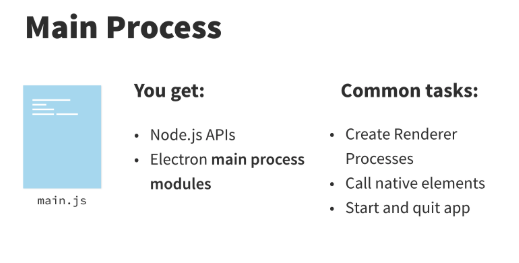 Main Process
You get:
• Node.js APIs
• Electron main process
modules
Common tasks:
• Create Renderer
Processes
• Call native elements
• Start and quit app
main.js